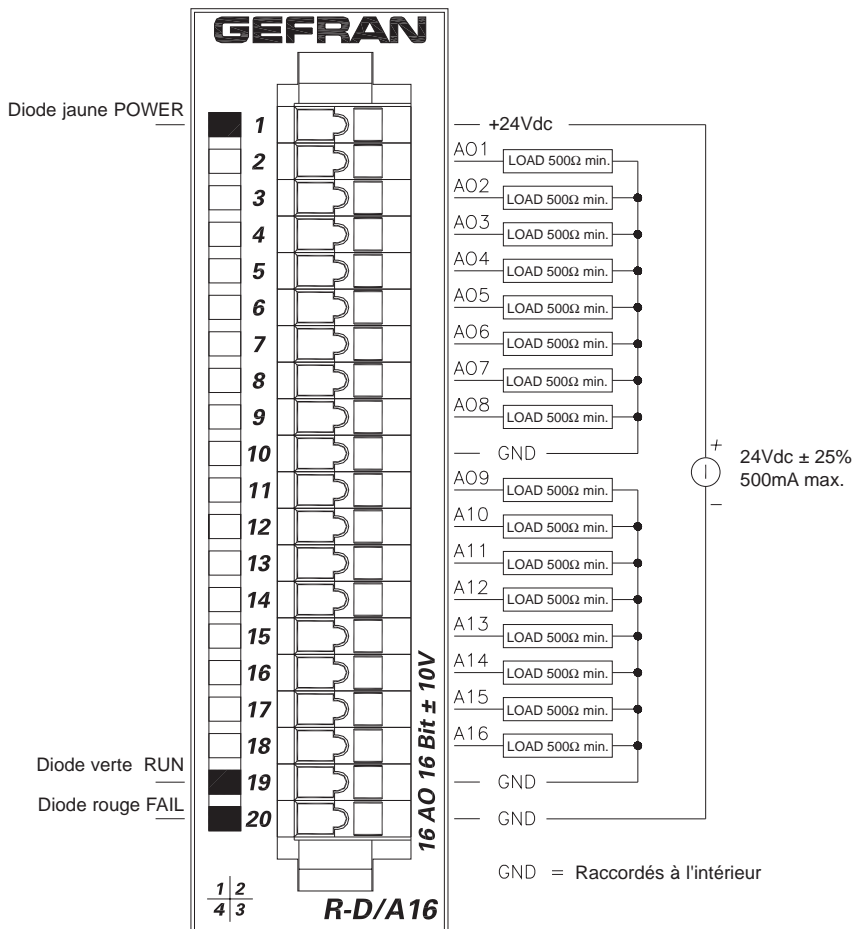 GEFRAN
Diode jaune POWER
1
+24Vdc
2
AO1
LOAD 500Ω min.
3
AO2
LOAD 500Ω min.
4
AO3
LOAD 500Ω min.
5
AO4
LOAD 500Ω min.
6
AO5
LOAD 500Ω min.
7
AO6
LOAD 500Ω min.
8
AO7
LOAD 500Ω min.
9
AO8
LOAD 500Ω min.
10
GND
+
24Vdc ± 25%
500mA max.
–
11
AO9
LOAD 500Ω min.
12
A10
LOAD 500Ω min.
13
A11
LOAD 500Ω min.
14
A12
LOAD 500Ω min.
15
A13
LOAD 500Ω min.
16
A14
LOAD 500Ω min.
17
A15
LOAD 500Ω min.
18
A16
LOAD 500Ω min.
Diode verte RUN
19
GND
Diode rouge FAIL
20
GND
16 AO 16 Bit ± 10V
GND = Raccordés à l'intérieur
1 2
4 3
R-D/A16